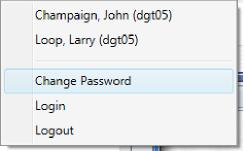 Champaign, John (dgt05)
Loop, Larry (dgt05)
Change Password
Login
Logout